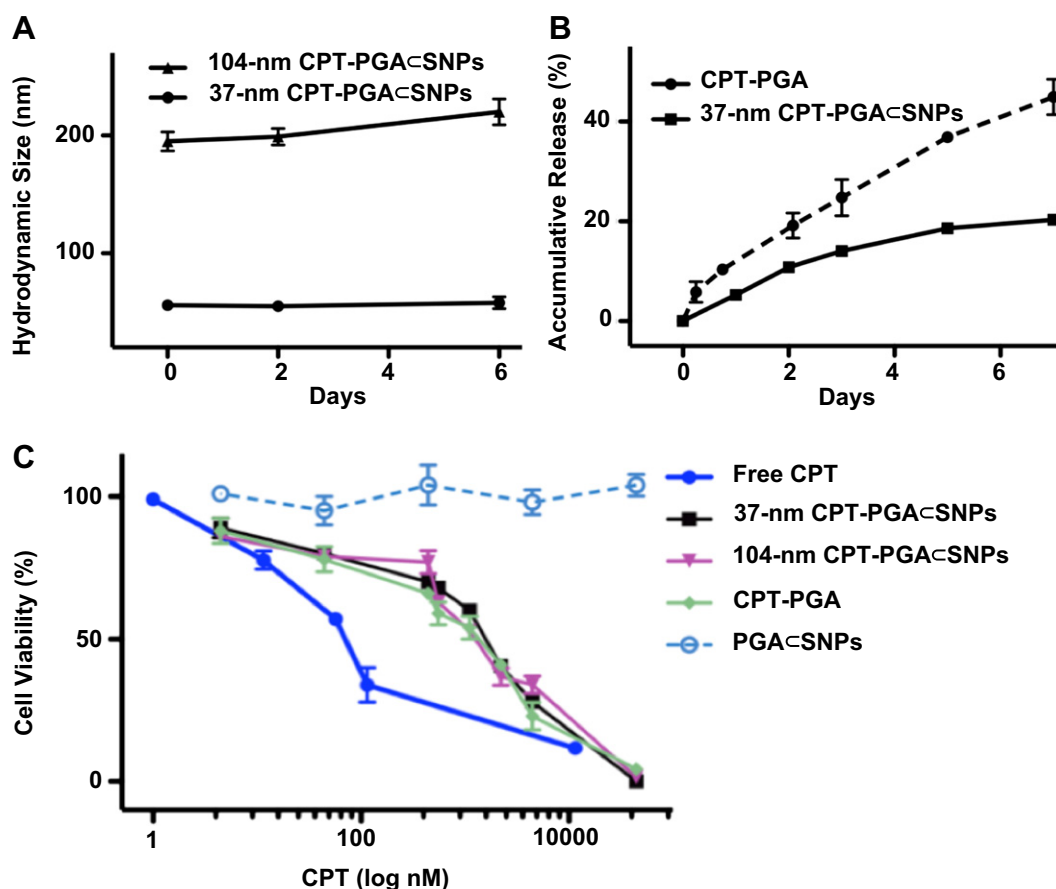 A
104-nm CPT-PGA⊂SNPs
37-nm CPT-PGA⊂SNPs
Hydrodynamic Size (nm)
200
100
0
2
6
Days
B
CPT-PGA
37-nm CPT-PGA⊂SNPs
Accumulative Release (%)
40
20
0
0
2
4
6
Days
C
Cell Viability (%)
100
50
0
1
100
10000
CPT (log nM)
Free CPT
37-nm CPT-PGA⊂SNPs
104-nm CPT-PGA⊂SNPs
CPT-PGA
PGA⊂SNPs